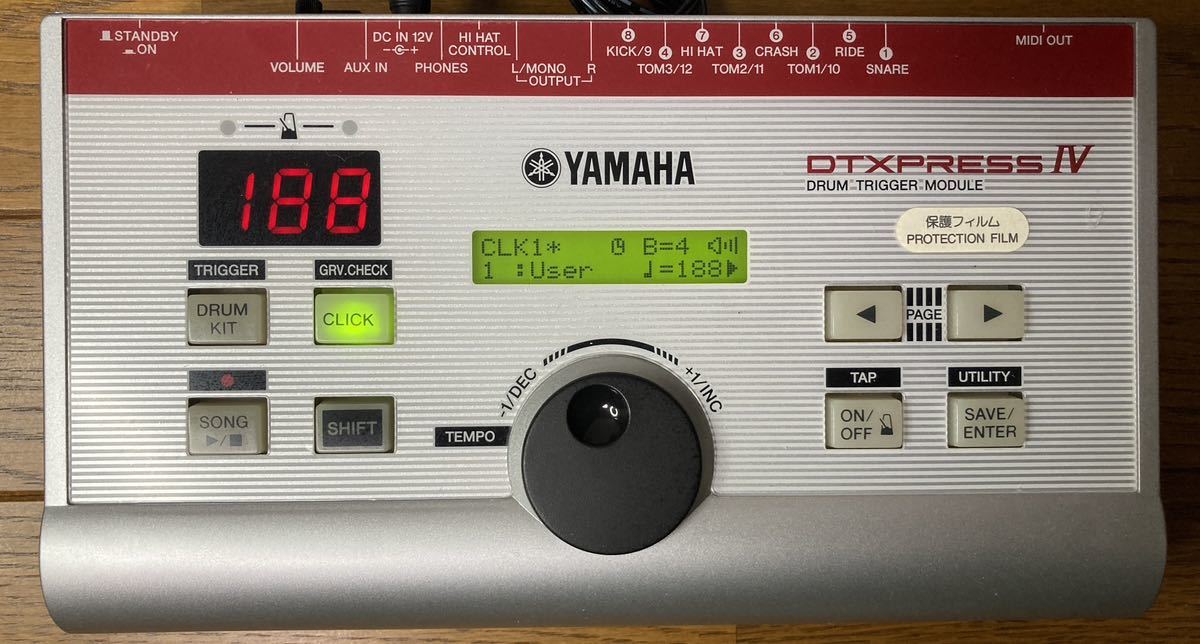 STANDBY
ON
VOLUME
AUX IN
DC IN 12V
PHONES
HI HAT
CONTROL
L/MONO
R
OUTPUT
8
KICK/9
4
TOM3/12
7
HI HAT
3
TOM2/11
6
CRASH
2
TOM1/10
5
RIDE
1
SNARE
MIDI OUT
188
YAMAHA
DTXPRESS IV
DRUM TRIGGER MODULE
保護フィルム
PROTECTION FILM
CLK1* B=4
1 :User ♩=188
TRIGGER
GRV.CHECK
DRUM
KIT
CLICK
PAGE
-1/DEC
+1/INC
TAP
UTILITY
SONG
SHIFT
TEMPO
ON/
OFF
SAVE/
ENTER